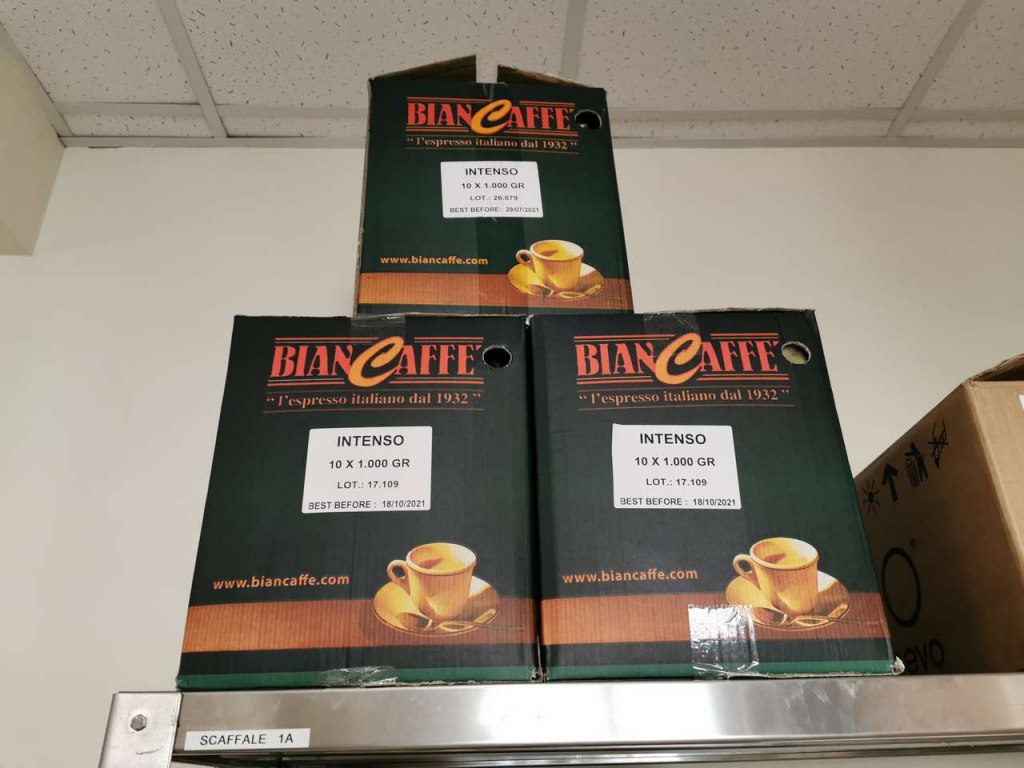 BIANCAFFE'
“ l'espresso italiano dal 1932 ”
INTENSO
10 X 1.000 GR
LOT.: 26.079
BEST BEFORE: 29/07/2021
www.biancaffe.com
BIANCAFFE'
“ l'espresso italiano dal 1932 ”
INTENSO
10 X 1.000 GR
LOT.: 17.109
BEST BEFORE : 18/10/2021
www.biancaffe.com
BIANCAFFE'
“ l'espresso italiano dal 1932 ”
INTENSO
10 X 1.000 GR
LOT.: 17.109
BEST BEFORE : 18/10/2021
www.biancaffe.com
SCAFFALE 1A